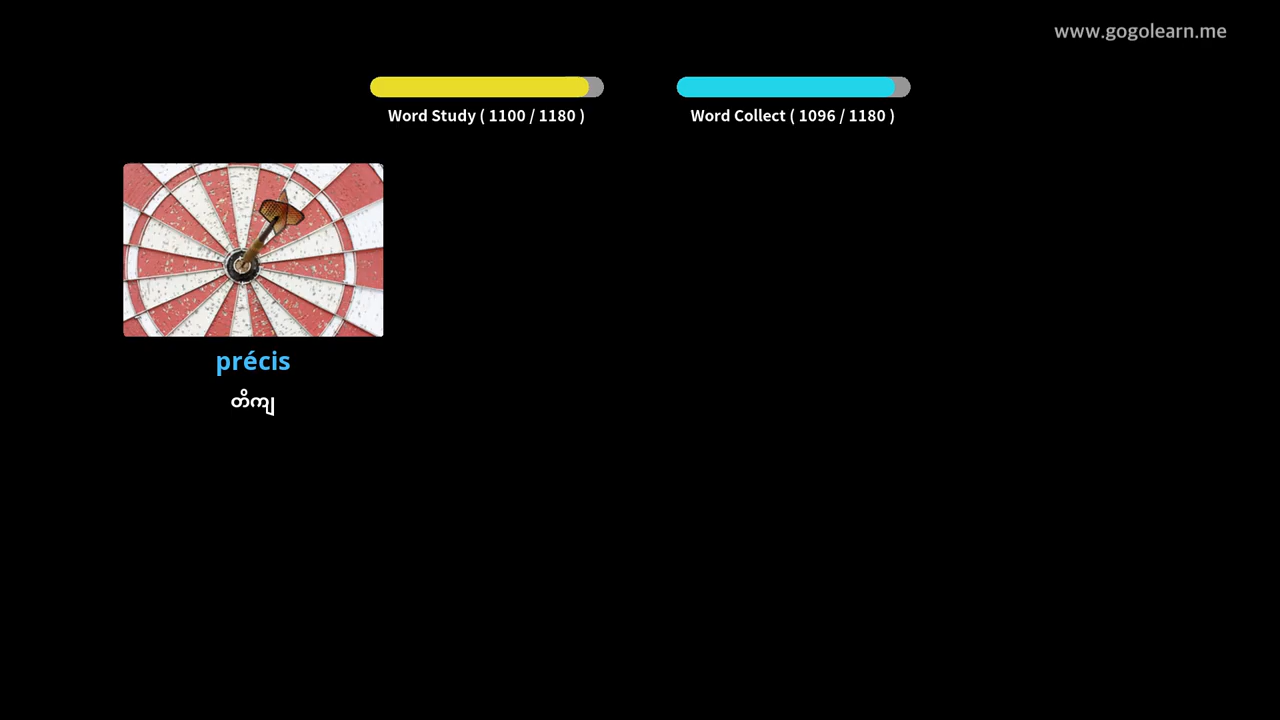 www.gogolearn.me
Word Study ( 1100 / 1180 )
Word Collect ( 1096 / 1180 )
précis
တိကျ